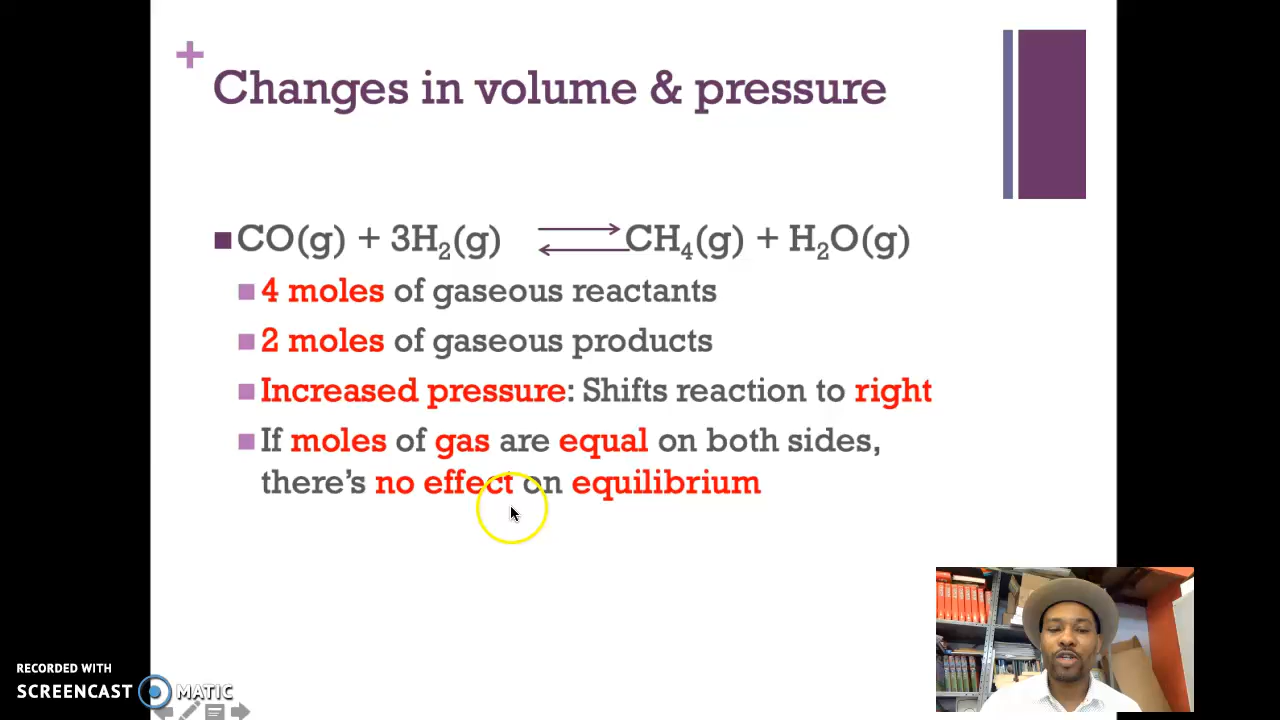 +
Changes in volume & pressure
CO(g) + 3H₂(g) ⇌ CH₄(g) + H₂O(g)
4 moles of gaseous reactants
2 moles of gaseous products
Increased pressure: Shifts reaction to right
If moles of gas are equal on both sides,
there's no effect on equilibrium
RECORDED WITH
SCREENCAST MATIC